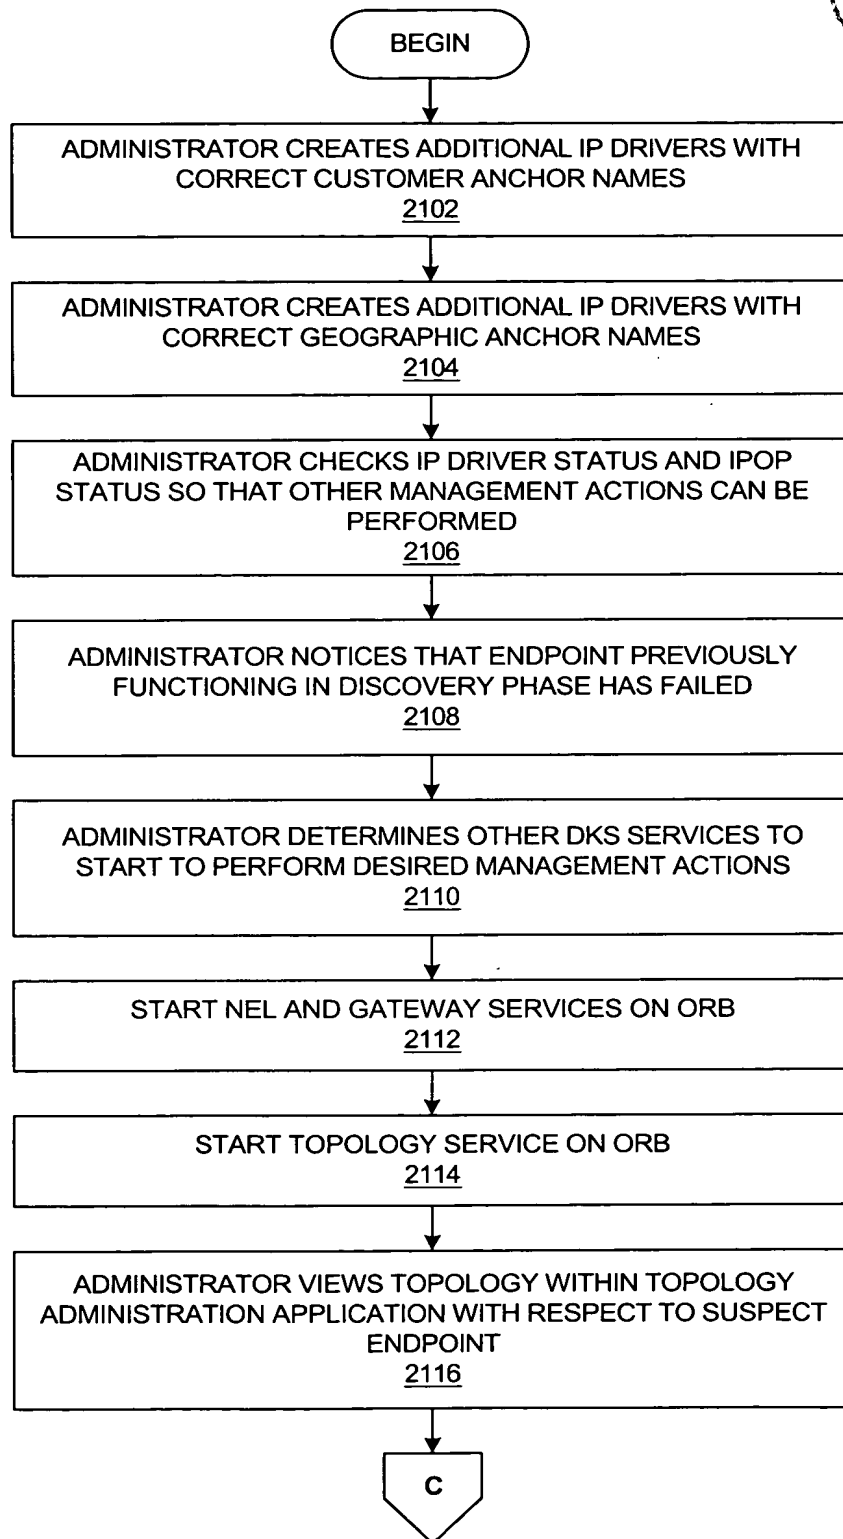 BEGIN
ADMINISTRATOR CREATES ADDITIONAL IP DRIVERS WITH
CORRECT CUSTOMER ANCHOR NAMES
2102
ADMINISTRATOR CREATES ADDITIONAL IP DRIVERS WITH
CORRECT GEOGRAPHIC ANCHOR NAMES
2104
ADMINISTRATOR CHECKS IP DRIVER STATUS AND IPOP
STATUS SO THAT OTHER MANAGEMENT ACTIONS CAN BE
PERFORMED
2106
ADMINISTRATOR NOTICES THAT ENDPOINT PREVIOUSLY
FUNCTIONING IN DISCOVERY PHASE HAS FAILED
2108
ADMINISTRATOR DETERMINES OTHER DKS SERVICES TO
START TO PERFORM DESIRED MANAGEMENT ACTIONS
2110
START NEL AND GATEWAY SERVICES ON ORB
2112
START TOPOLOGY SERVICE ON ORB
2114
ADMINISTRATOR VIEWS TOPOLOGY WITHIN TOPOLOGY
ADMINISTRATION APPLICATION WITH RESPECT TO SUSPECT
ENDPOINT
2116
C